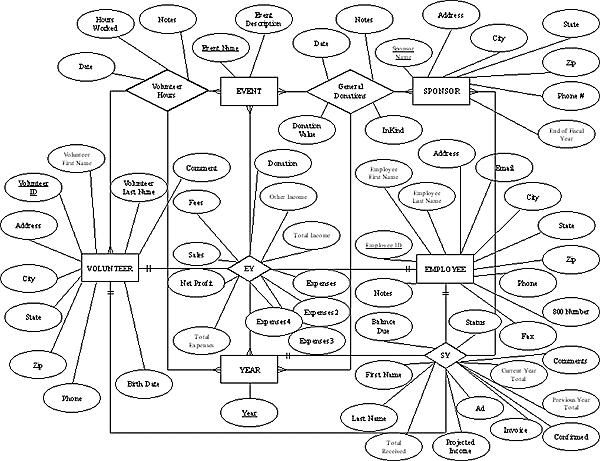 Hours
Worked
Notes
Event
Description
Notes
Address
State
Event Name
Date
Sponsor
Name
City
Date
Zip
Volunteer
Hours
EVENT
General
Donations
SPONSOR
Phone #
Donation
Value
InKind
End of Fiscal
Year
Volunteer
First Name
Comment
Donation
Address
Email
Employee
First Name
Volunteer
ID
Volunteer
Last Name
Fees
Other Income
Employee
Last Name
City
Address
Total Income
State
Sales
Employee ID
Zip
VOLUNTEER
EY
EMPLOYEE
City
Net Profit
Expenses
Notes
Phone
State
Expenses 2
800 Number
Expenses4
Balance
Due
Status
Total
Expenses
Expenses3
Fax
Zip
YEAR
SY
Comments
First Name
Current Year
Total
Phone
Birth Date
Year
Previous Year
Total
Last Name
Ad
Invoice
Confirmed
Total
Received
Projected
Income